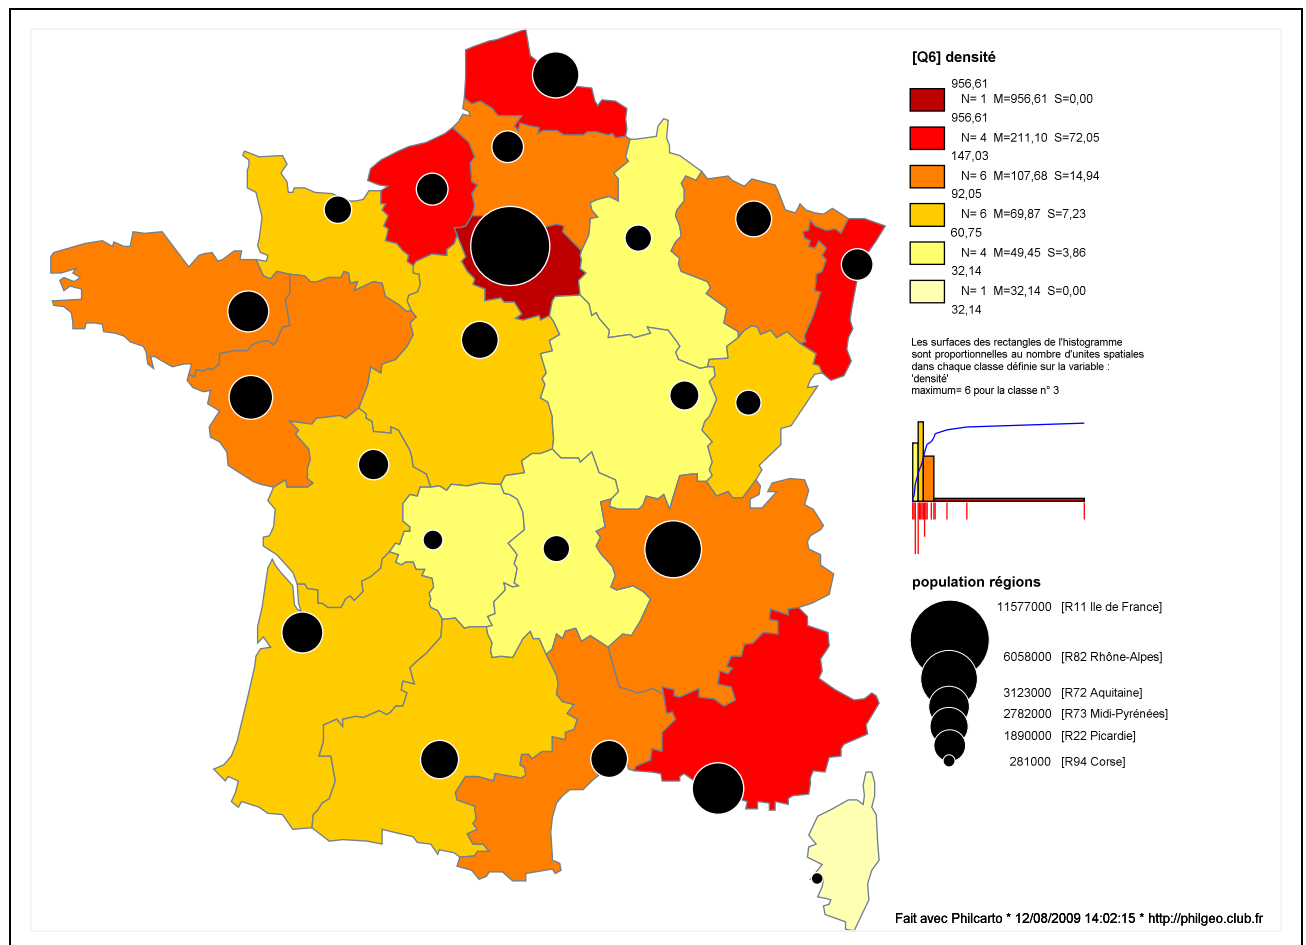 [Q6] densité
956,61
N= 1 M=956,61 S=0,00
956,61
N= 4 M=211,10 S=72,05
147,03
N= 6 M=107,68 S=14,94
92,05
N= 6 M=69,87 S=7,23
60,75
N= 4 M=49,45 S=3,86
32,14
N= 1 M=32,14 S=0,00
32,14
Les surfaces des rectangles de l'histogramme
sont proportionnelles au nombre d'unites spatiales
dans chaque classe définie sur la variable :
'densité'
maximum= 6 pour la classe n° 3
population régions
11577000 [R11 Ile de France]
6058000 [R82 Rhône-Alpes]
3123000 [R72 Aquitaine]
2782000 [R73 Midi-Pyrénées]
1890000 [R22 Picardie]
281000 [R94 Corse]
Fait avec Philcarto * 12/08/2009 14:02:15 * http://philgeo.club.fr